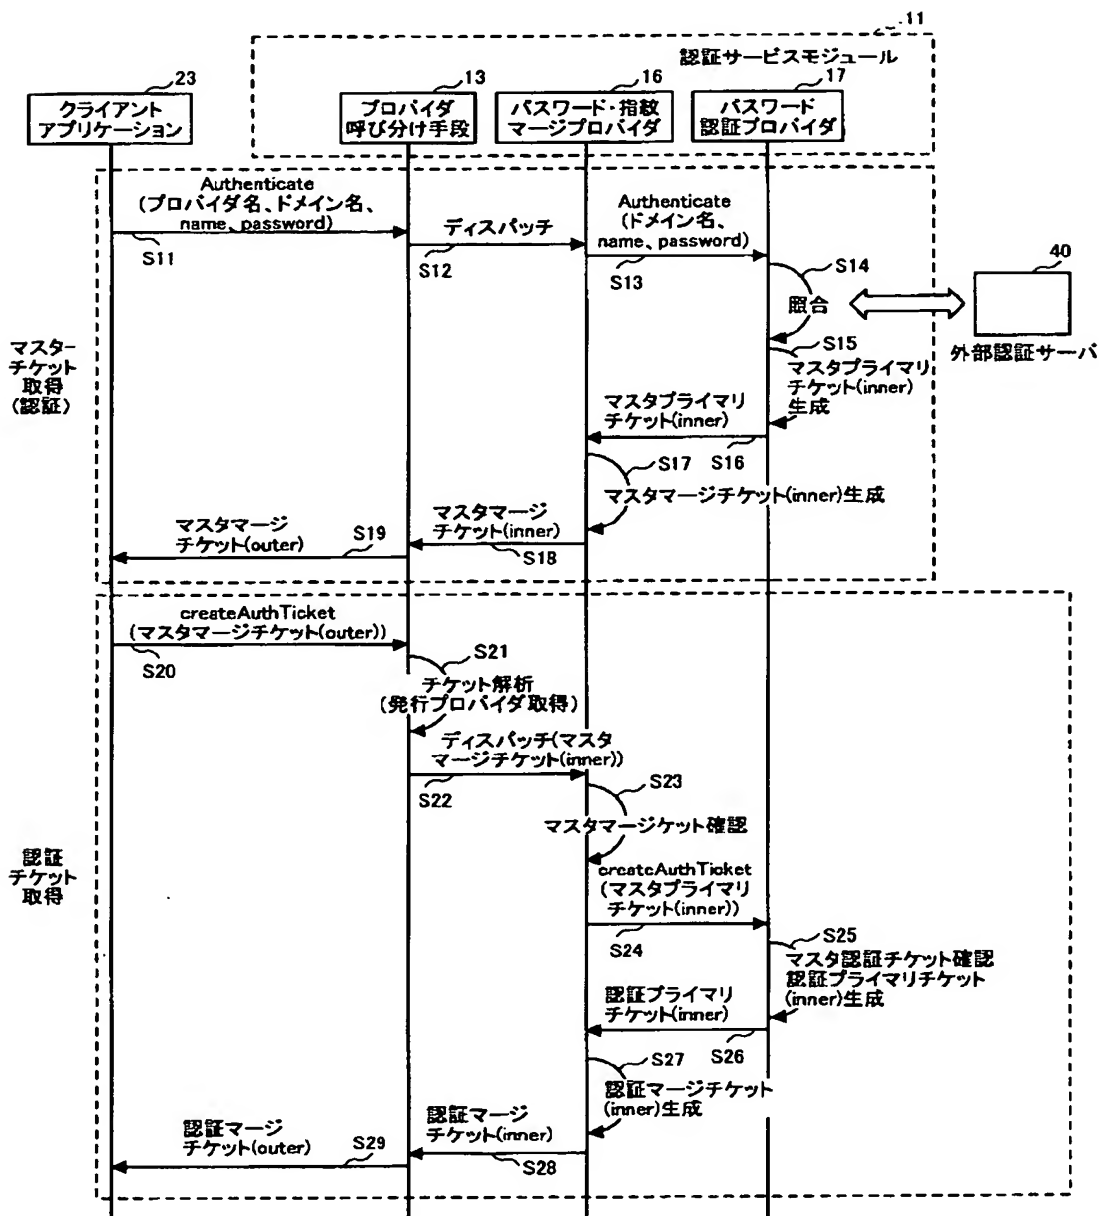 11
認証サービスモジュール
23
13
16
17
クライアント
アプリケーション
プロバイダ
呼び分け手段
パスワード・指紋
マージプロバイダ
パスワード
認証プロバイダ
Authenticate
(プロバイダ名、ドメイン名、
name、password)
S11
ディスパッチ
S12
Authenticate
(ドメイン名、
name、password)
S13
S14
照合
40
外部認証サーバ
S15
マスタプライマリ
チケット(inner)
生成
マスター
チケット
取得
(認証)
マスタプライマリ
チケット(inner)
S16
S17
マスタマージチケット(inner)生成
マスタマージ
チケット(inner)
S18
マスタマージ
チケット(outer)
S19
createAuthTicket
(マスタマージチケット(outer))
S20
S21
チケット解析
(発行プロバイダ取得)
ディスパッチ(マスタ
マージチケット(inner))
S22
S23
マスタマージケット確認
認証
チケット
取得
createAuthTicket
(マスタプライマリ
チケット(inner))
S24
S25
マスタ認証チケット確認
認証プライマリチケット
(inner)生成
認証プライマリ
チケット(inner)
S26
S27
認証マージチケット
(inner)生成
認証マージ
チケット(inner)
S28
認証マージ
チケット(outer)
S29